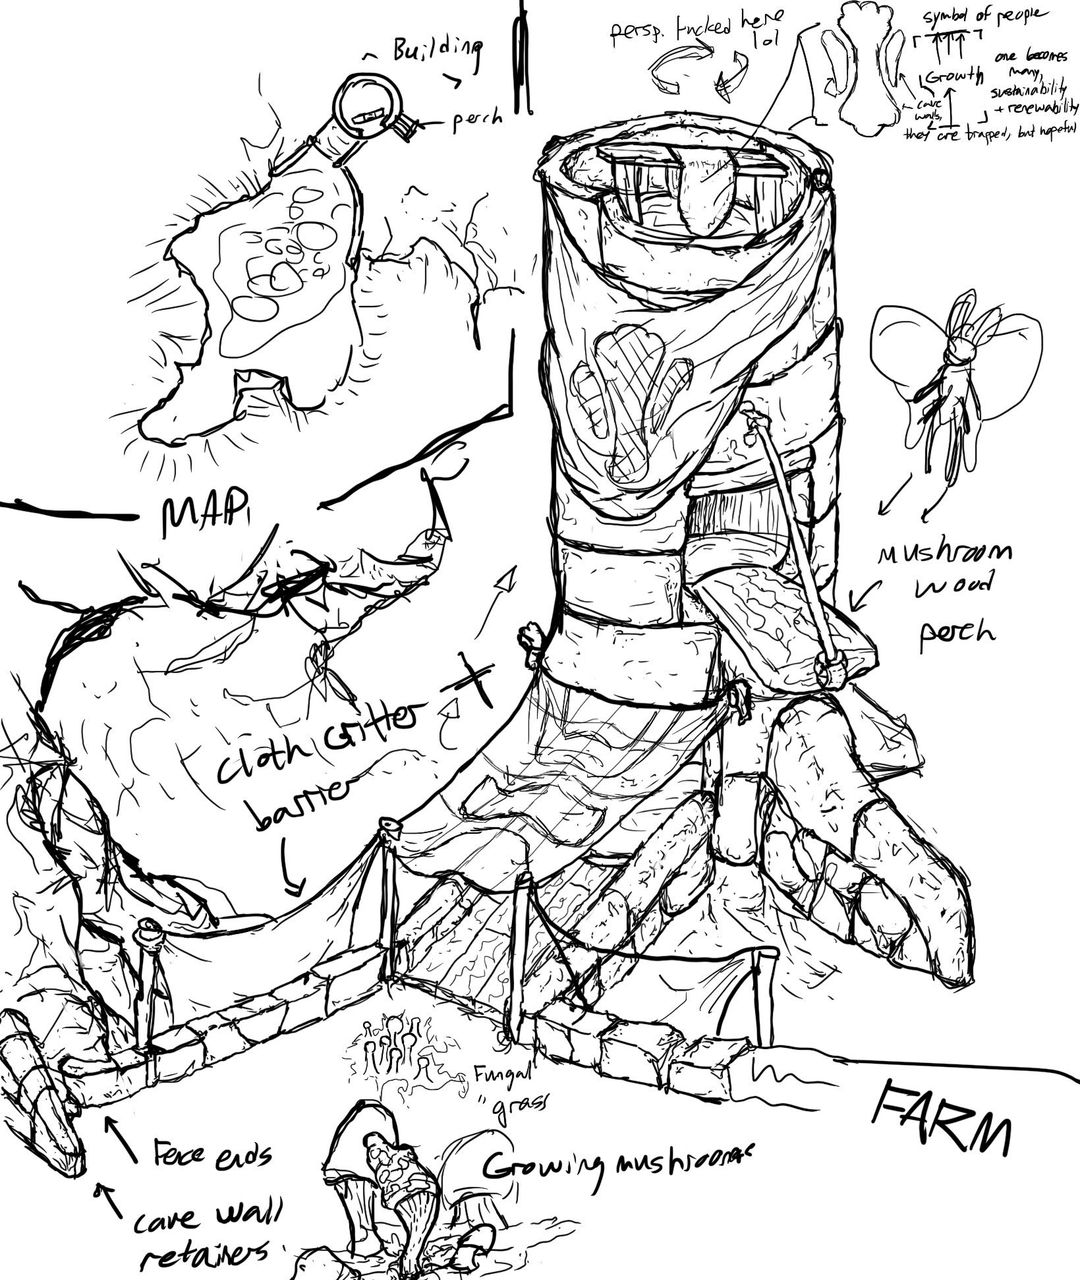 Building
perch
persp. fucked here
lol
symbol of people
Growth
one becomes
many,
sustainability
+ renewability
cave
walls,
they are trapped, but hopeful
MAP,
mushroom
wood
perch
cloth critter
barrier
Fungal
grass
FARM
Growing mushrooms
Fece ends
cave wall
retainers